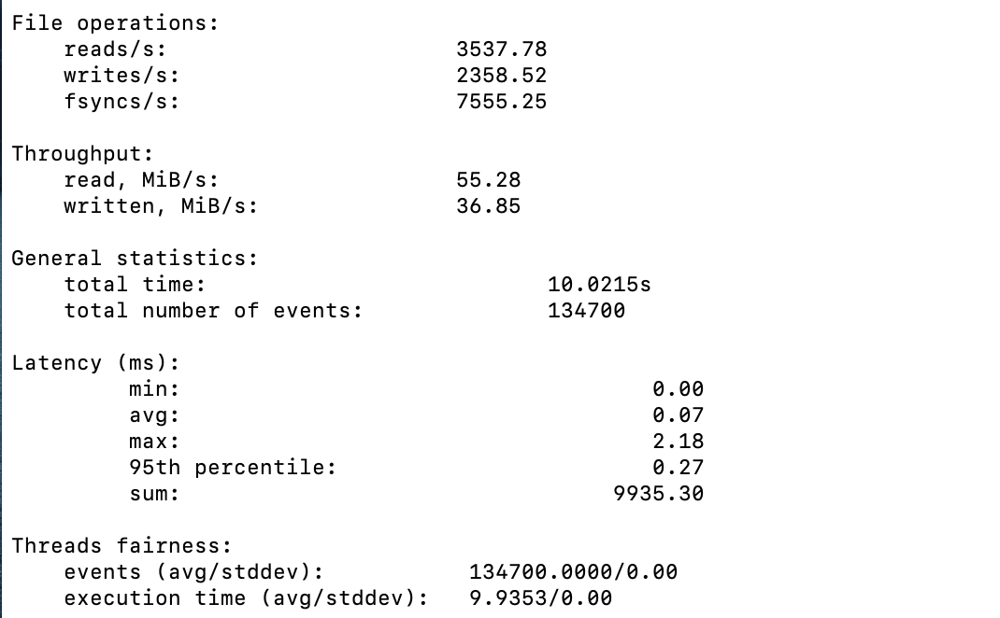 File operations:
reads/s: 3537.78
writes/s: 2358.52
fsyncs/s: 7555.25
Throughput:
read, MiB/s: 55.28
written, MiB/s: 36.85
General statistics:
total time: 10.0215s
total number of events: 134700
Latency (ms):
min: 0.00
avg: 0.07
max: 2.18
95th percentile: 0.27
sum: 9935.30
Threads fairness:
events (avg/stddev): 134700.0000/0.00
execution time (avg/stddev): 9.9353/0.00